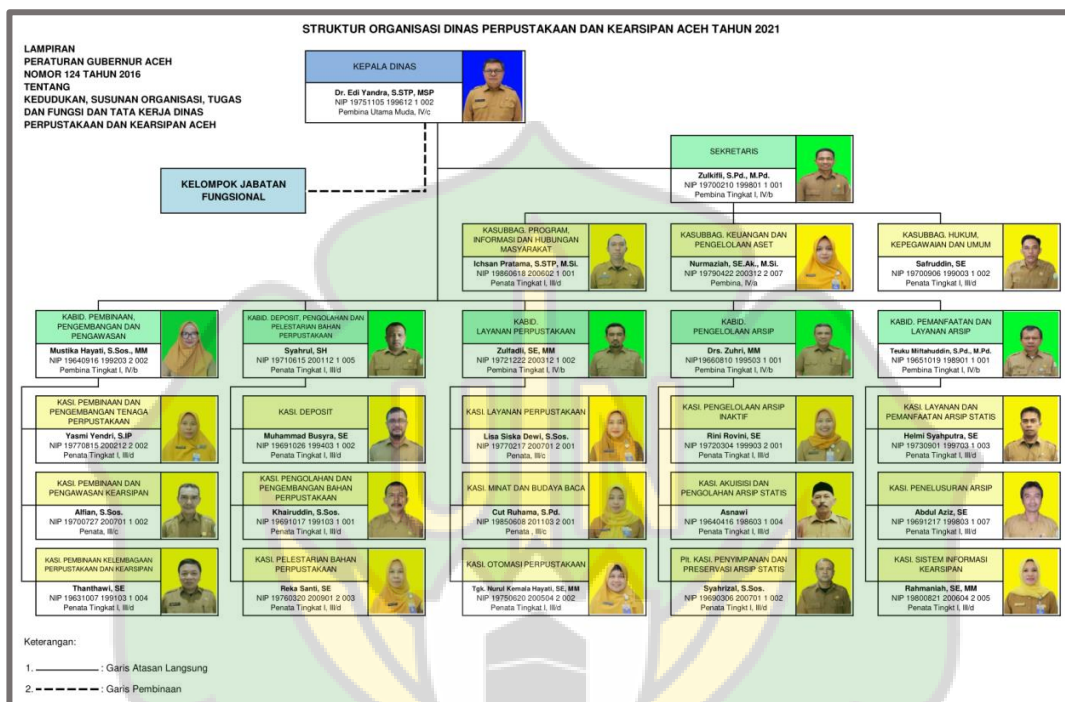 STRUKTUR ORGANISASI DINAS PERPUSTAKAAN DAN KEARSIPAN ACEH TAHUN 2021
LAMPIRAN
PERATURAN GUBERNUR ACEH
NOMOR 124 TAHUN 2016
TENTANG
KEDUDUKAN, SUSUNAN ORGANISASI, TUGAS
DAN FUNGSI DAN TATA KERJA DINAS
PERPUSTAKAAN DAN KEARSIPAN ACEH
KEPALA DINAS
Dr. Edi Yandra, S.STP, MSP
NIP 19751105 199612 1 002
Pembina Utama Muda, IV/c
SEKRETARIS
Zulkifli, S.Pd., M.Pd.
NIP 19700210 199801 1 001
Pembina Tingkat I, IV/b
KELOMPOK JABATAN
FUNGSIONAL
KASUBBAG. PROGRAM,
INFORMASI DAN HUBUNGAN
MASYARAKAT
Ichsan Pratama, S.STP, M.Si.
NIP 19860618 200602 1 001
Penata Tingkat I, III/d
KASUBBAG. KEUANGAN DAN
PENGELOLAAN ASET
Nurmaziah, SE.Ak., M.Si.
NIP 19790422 200312 2 007
Pembina, IV/a
KASUBBAG. HUKUM,
KEPEGAWAIAN DAN UMUM
Safruddin, SE
NIP 19700906 199003 1 002
Penata Tingkat I, III/d
KABID. PEMBINAAN,
PENGEMBANGAN DAN
PENGAWASAN
Mustika Hayati, S.Sos., MM
NIP 19640916 199203 2 002
Pembina Tingkat I, IV/b
KABID. DEPOSIT, PENGOLAHAN DAN
PELESTARIAN BAHAN
PERPUSTAKAAN
Syahrul, SH
NIP 19710615 200112 1 005
Penata Tingkat I, III/d
KABID.
LAYANAN PERPUSTAKAAN
Zulfadli, SE, MM
NIP 19721222 200312 1 002
Pembina Tingkat I, IV/b
KABID.
PENGELOLAAN ARSIP
Drs. Zuhri, MM
NIP19660810 199503 1 001
Pembina Tingkat I, IV/b
KABID. PEMANFAATAN DAN
LAYANAN ARSIP
Teuku Miftahuddin, S.Pd., M.Pd.
NIP 19651019 198901 1 001
Pembina Tingkat I, IV/b
KASI. PEMBINAAN DAN
PENGEMBANGAN TENAGA
PERPUSTAKAAN
Yasmi Yendri, S.IP
NIP 19770815 200212 2 002
Penata Tingkat I, III/d
KASI. DEPOSIT
Muhammad Busyra, SE
NIP 19691026 199403 1 002
Penata Tingkat I, III/d
KASI. LAYANAN PERPUSTAKAAN
Lisa Siska Dewi, S.Sos.
NIP 19770217 200701 2 001
Penata, III/c
KASI. PENGELOLAAN ARSIP
INAKTIF
Rini Rovini, SE
NIP 19720304 199903 2 001
Penata Tingkat I, III/d
KASI. LAYANAN DAN
PEMANFAATAN ARSIP STATIS
Helmi Syahputra, SE
NIP 19730901 199703 1 003
Penata Tingkat I, III/d
KASI. PEMBINAAN DAN
PENGAWASAN KEARSIPAN
Alfian, S.Sos.
NIP 19700727 200701 1 002
Penata, III/c
KASI. PENGOLAHAN DAN
PENGEMBANGAN BAHAN
PERPUSTAKAAN
Khairuddin, S.Sos.
NIP 19691017 199103 1 001
Penata Tingkat I, III/d
KASI. MINAT DAN BUDAYA BACA
Cut Ruhama, S.Pd.
NIP 19850608 201103 2 001
Penata , III/c
KASI. AKUISISI DAN
PENGOLAHAN ARSIP STATIS
Asnawi
NIP 19640416 198603 1 004
Penata Tingkat I, III/d
KASI. PENELUSURAN ARSIP
Abdul Aziz, SE
NIP 19691217 199803 1 007
Penata Tingkat I, III/d
KASI. PEMBINAAN KELEMBAGAAN
PERPUSTAKAAN DAN KEARSIPAN
Thanthawi, SE
NIP 19631007 199103 1 004
Penata Tingkat I, III/d
KASI. PELESTARIAN BAHAN
PERPUSTAKAAN
Reka Santi, SE
NIP 19760320 200901 2 003
Penata Tingkat I, III/d
KASI. OTOMASI PERPUSTAKAAN
Tgk. Nurul Kemala Hayati, SE, MM
NIP 19750620 200504 2 002
Penata Tingkat I, III/d
Plt. KASI. PENYIMPANAN DAN
PRESERVASI ARSIP STATIS
Syahrizal, S.Sos.
NIP 19690306 200701 1 002
Penata Tingkt I, III/d
KASI. SISTEM INFORMASI
KEARSIPAN
Rahmaniah, SE, MM
NIP 19800821 200604 2 005
Penata Tingkat I, III/d
Keterangan:
1. : Garis Atasan Langsung
2. : Garis Pembinaan